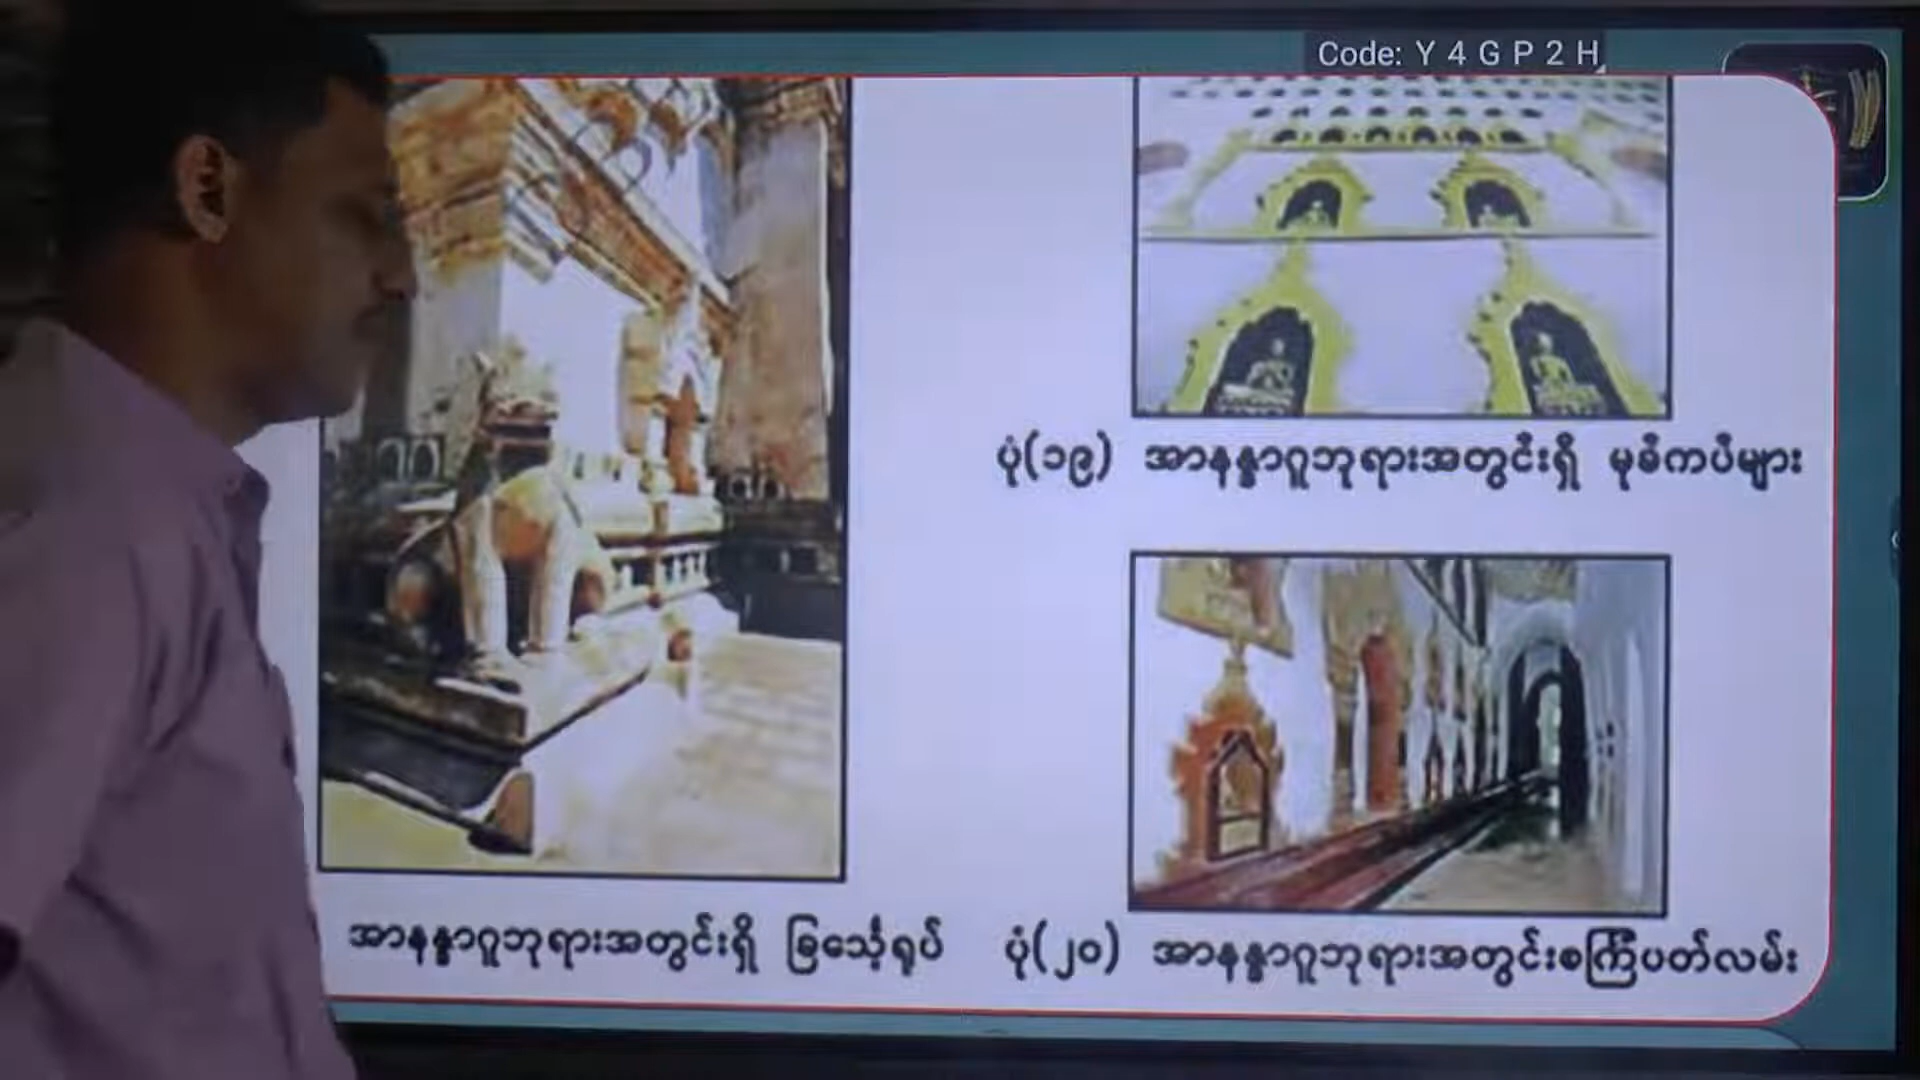 Code: Y 4 G P 2 H
ပုံ(၁၉) အာနန္ဒာဂူဘုရားအတွင်းရှိ မုခ်ကပ်များ
အာနန္ဒာဂူဘုရားအတွင်းရှိ ခြင်္သေ့ရုပ်
ပုံ(၂၀) အာနန္ဒာဂူဘုရားအတွင်းစင်္ကြံပတ်လမ်း